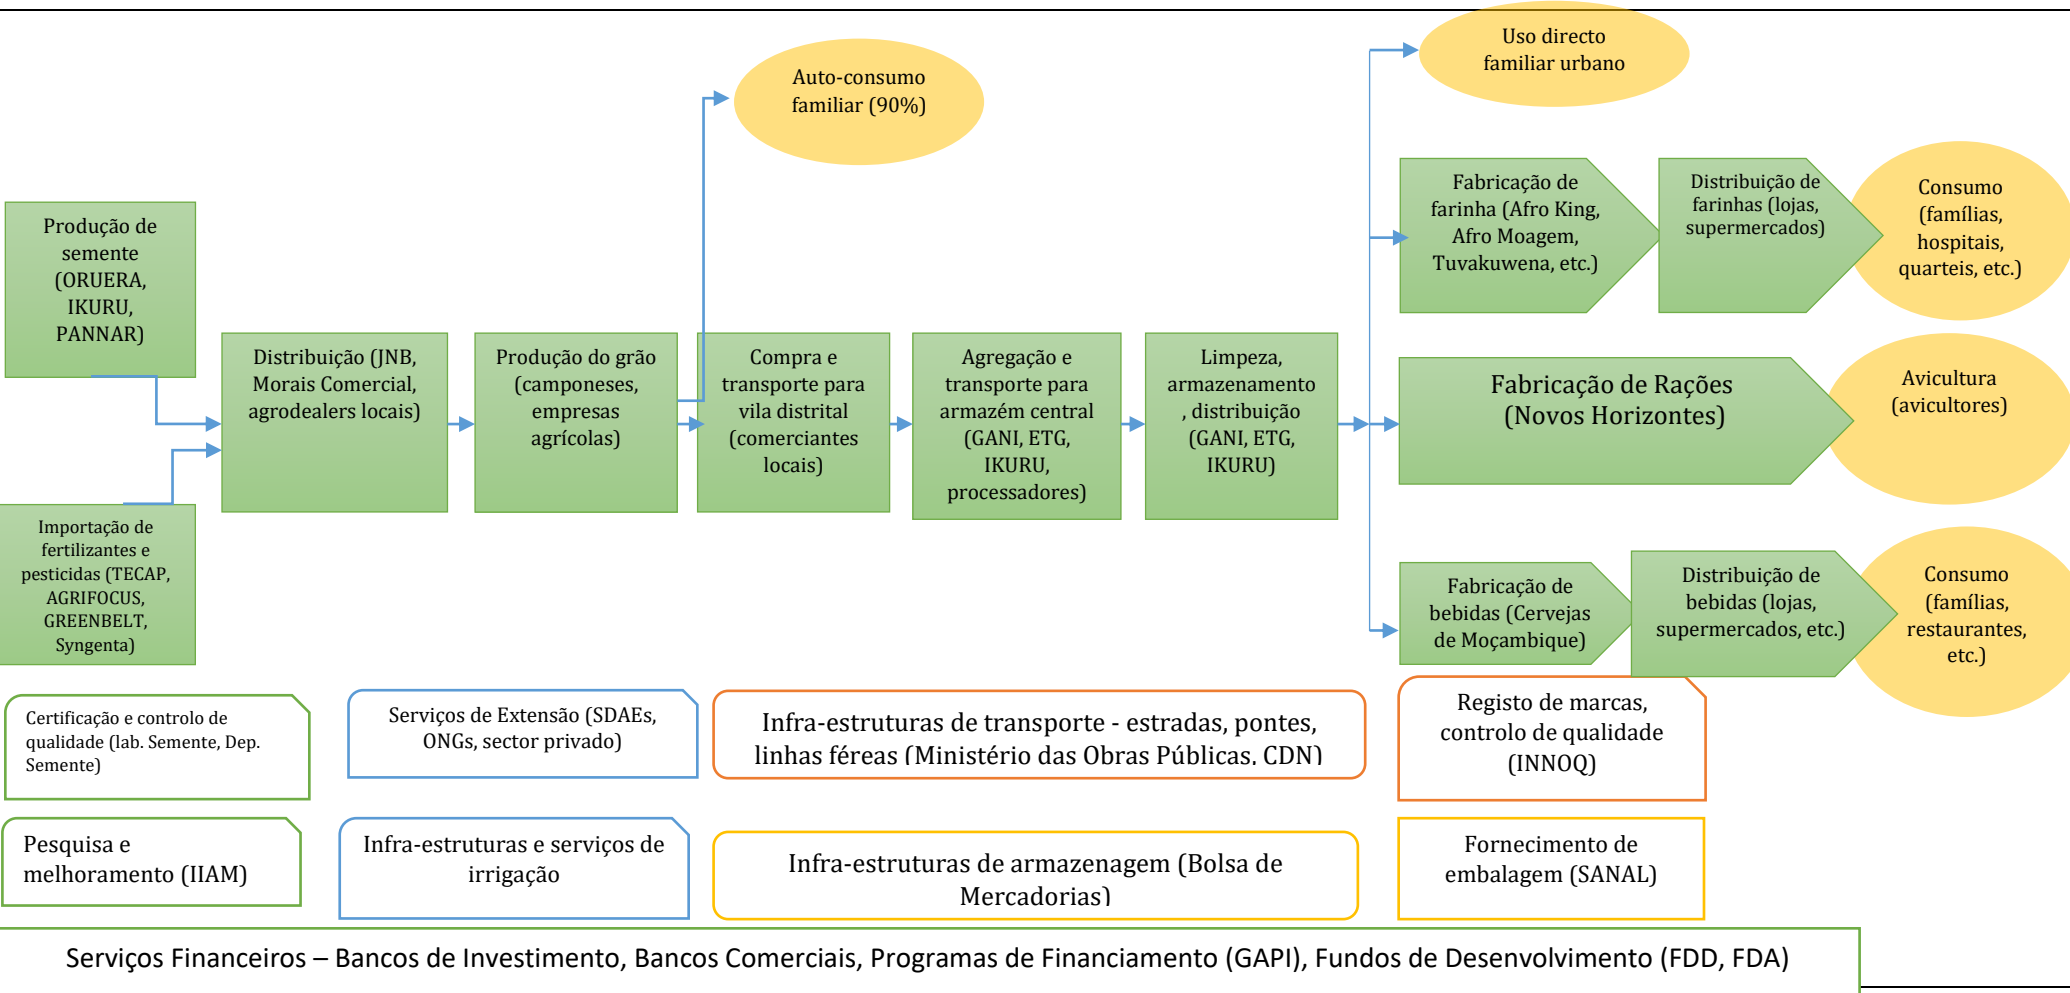 Uso directo
familiar urbano
Auto-consumo
familiar (90%)
Produção de
semente
(ORUERA,
IKURU,
PANNAR)
Importação de
fertilizantes e
pesticidas (TECAP,
AGRIFOCUS,
GREENBELT,
Syngenta)
Distribuição (JNB,
Morais Comercial,
agrodealers locais)
Produção do grão
(camponeses,
empresas
agrícolas)
Compra e
transporte para
vila distrital
(comerciantes
locais)
Agregação e
transporte para
armazém central
(GANI, ETG,
IKURU,
processadores)
Limpeza,
armazenamento
, distribuição
(GANI, ETG,
IKURU)
Fabricação de
farinha (Afro King,
Afro Moagem,
Tuvakuwena, etc.)
Distribuição de
farinhas (lojas,
supermercados)
Consumo
(famílias,
hospitais,
quarteis, etc.)
Fabricação de Rações
(Novos Horizontes)
Avicultura
(avicultores)
Fabricação de
bebidas (Cervejas
de Moçambique)
Distribuição de
bebidas (lojas,
supermercados, etc.)
Consumo
(famílias,
restaurantes,
etc.)
Certificação e controlo de
qualidade (lab. Semente, Dep.
Semente)
Serviços de Extensão (SDAEs,
ONGs, sector privado)
Infra-estruturas de transporte - estradas, pontes,
linhas féreas (Ministério das Obras Públicas, CDN)
Registo de marcas,
controlo de qualidade
(INNOQ)
Pesquisa e
melhoramento (IIAM)
Infra-estruturas e serviços de
irrigação
Infra-estruturas de armazenagem (Bolsa de
Mercadorias)
Fornecimento de
embalagem (SANAL)
Serviços Financeiros – Bancos de Investimento, Bancos Comerciais, Programas de Financiamento (GAPI), Fundos de Desenvolvimento (FDD, FDA)